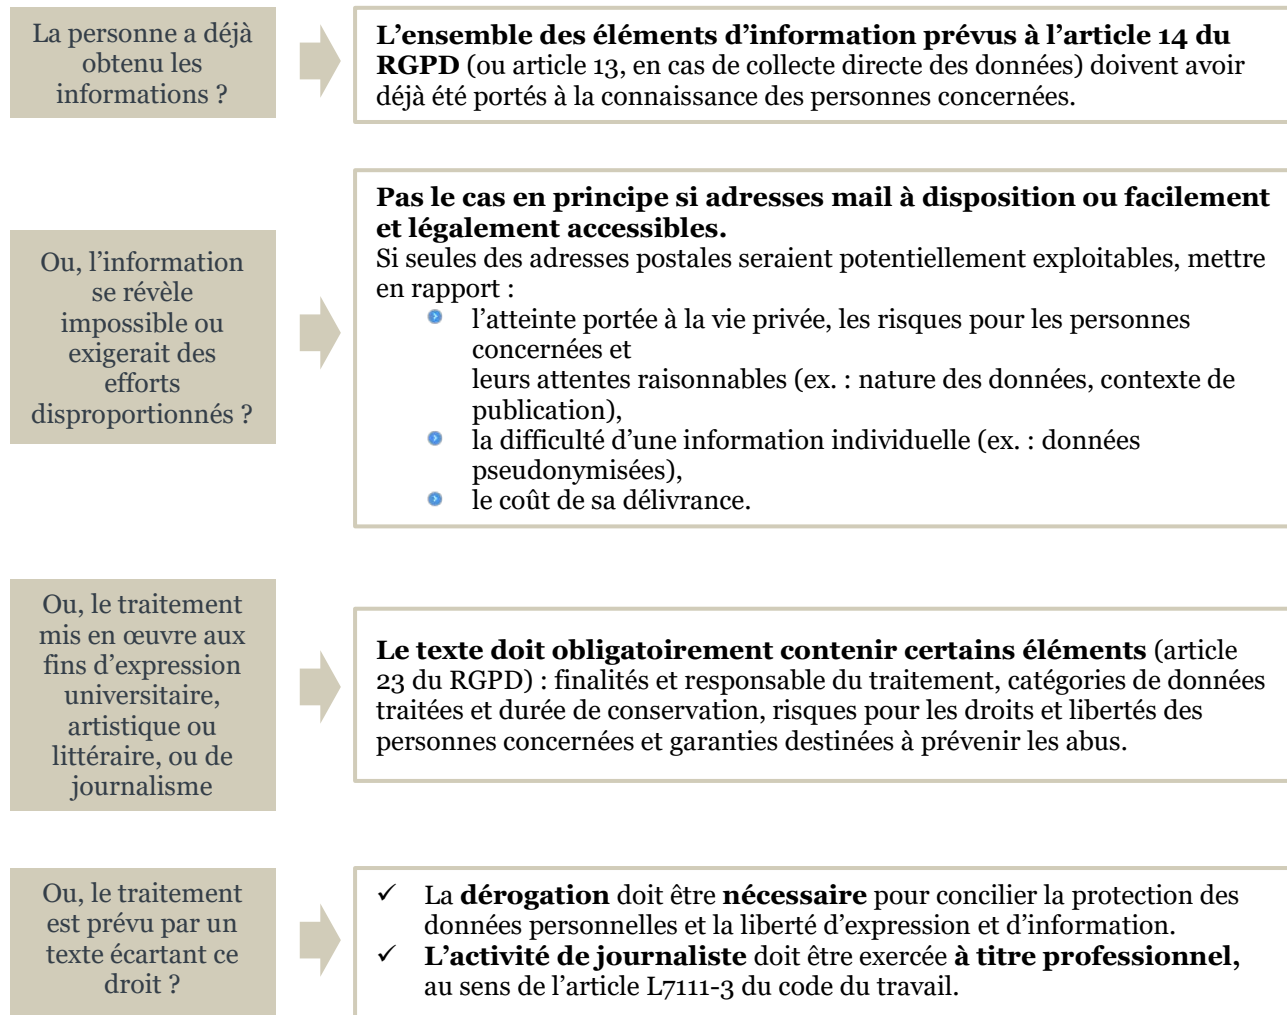 La personne a déjà
obtenu les
informations ?
L’ensemble des éléments d’information prévus à l’article 14 du
RGPD (ou article 13, en cas de collecte directe des données) doivent avoir
déjà été portés à la connaissance des personnes concernées.
Ou, l’information
se révèle
impossible ou
exigerait des
efforts
disproportionnés ?
Pas le cas en principe si adresses mail à disposition ou facilement
et légalement accessibles.
Si seules des adresses postales seraient potentiellement exploitables, mettre
en rapport :
l’atteinte portée à la vie privée, les risques pour les personnes
concernées et
leurs attentes raisonnables (ex. : nature des données, contexte de
publication),
la difficulté d’une information individuelle (ex. : données
pseudonymisées),
le coût de sa délivrance.
Ou, le traitement
mis en œuvre aux
fins d’expression
universitaire,
artistique ou
littéraire, ou de
journalisme
Le texte doit obligatoirement contenir certains éléments (article
23 du RGPD) : finalités et responsable du traitement, catégories de données
traitées et durée de conservation, risques pour les droits et libertés des
personnes concernées et garanties destinées à prévenir les abus.
Ou, le traitement
est prévu par un
texte écartant ce
droit ?
✓ La dérogation doit être nécessaire pour concilier la protection des
données personnelles et la liberté d’expression et d’information.
✓ L’activité de journaliste doit être exercée à titre professionnel,
au sens de l’article L7111-3 du code du travail.